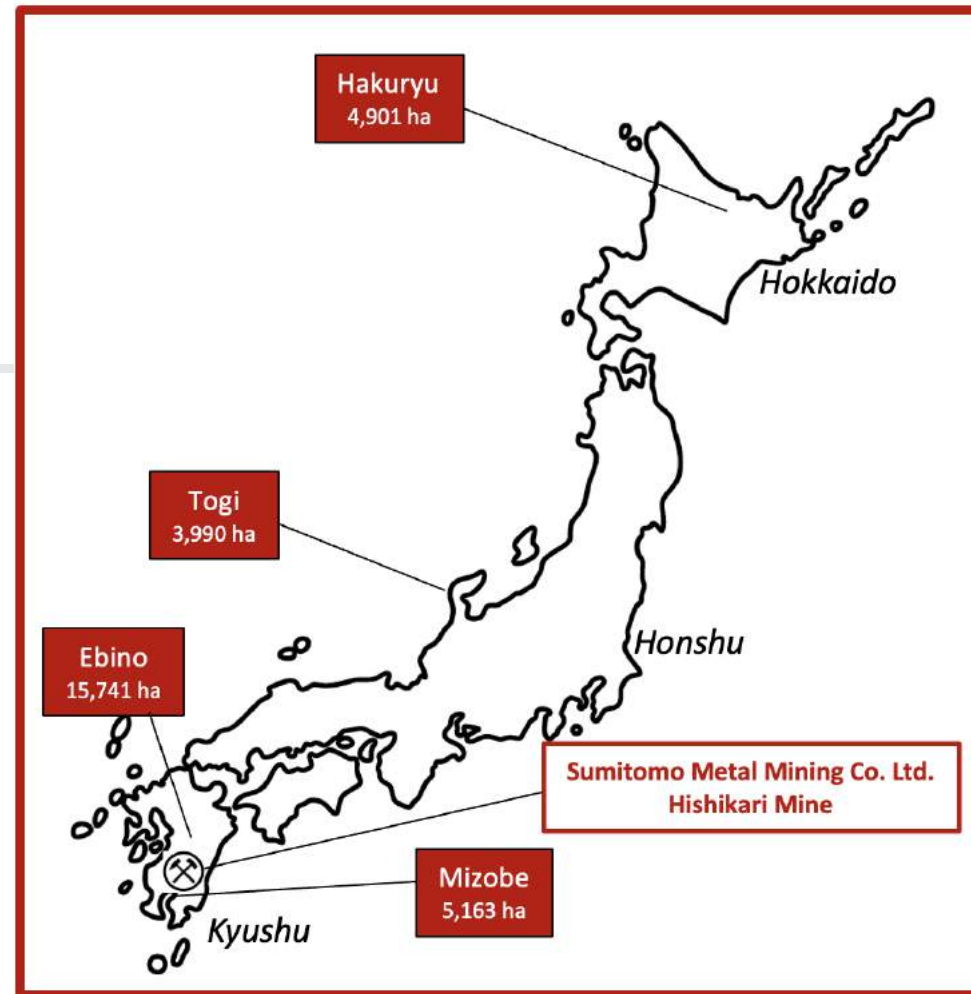 Hakuryu
4,901 ha
Hokkaido
Togi
3,990 ha
Honshu
Ebino
15,741 ha
Sumitomo Metal Mining Co. Ltd.
Hishikari Mine
Mizobe
5,163 ha
Kyushu